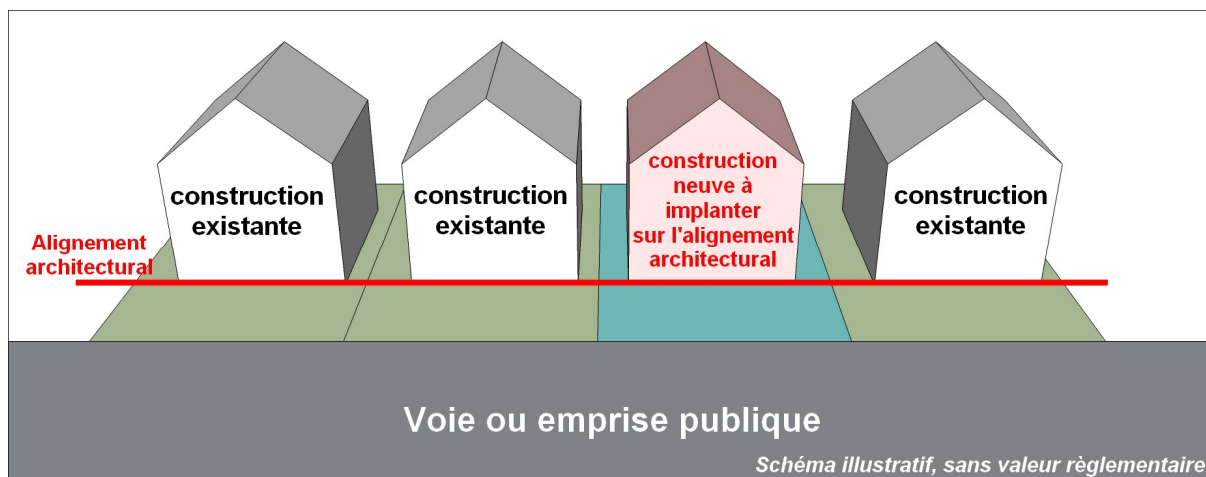 construction
existante
construction
existante
construction
neuve à
implanter
sur l'alignement
architectural
construction
existante
Alignement
architectural
Voie ou emprise publique
Schéma illustratif, sans valeur règlementaire